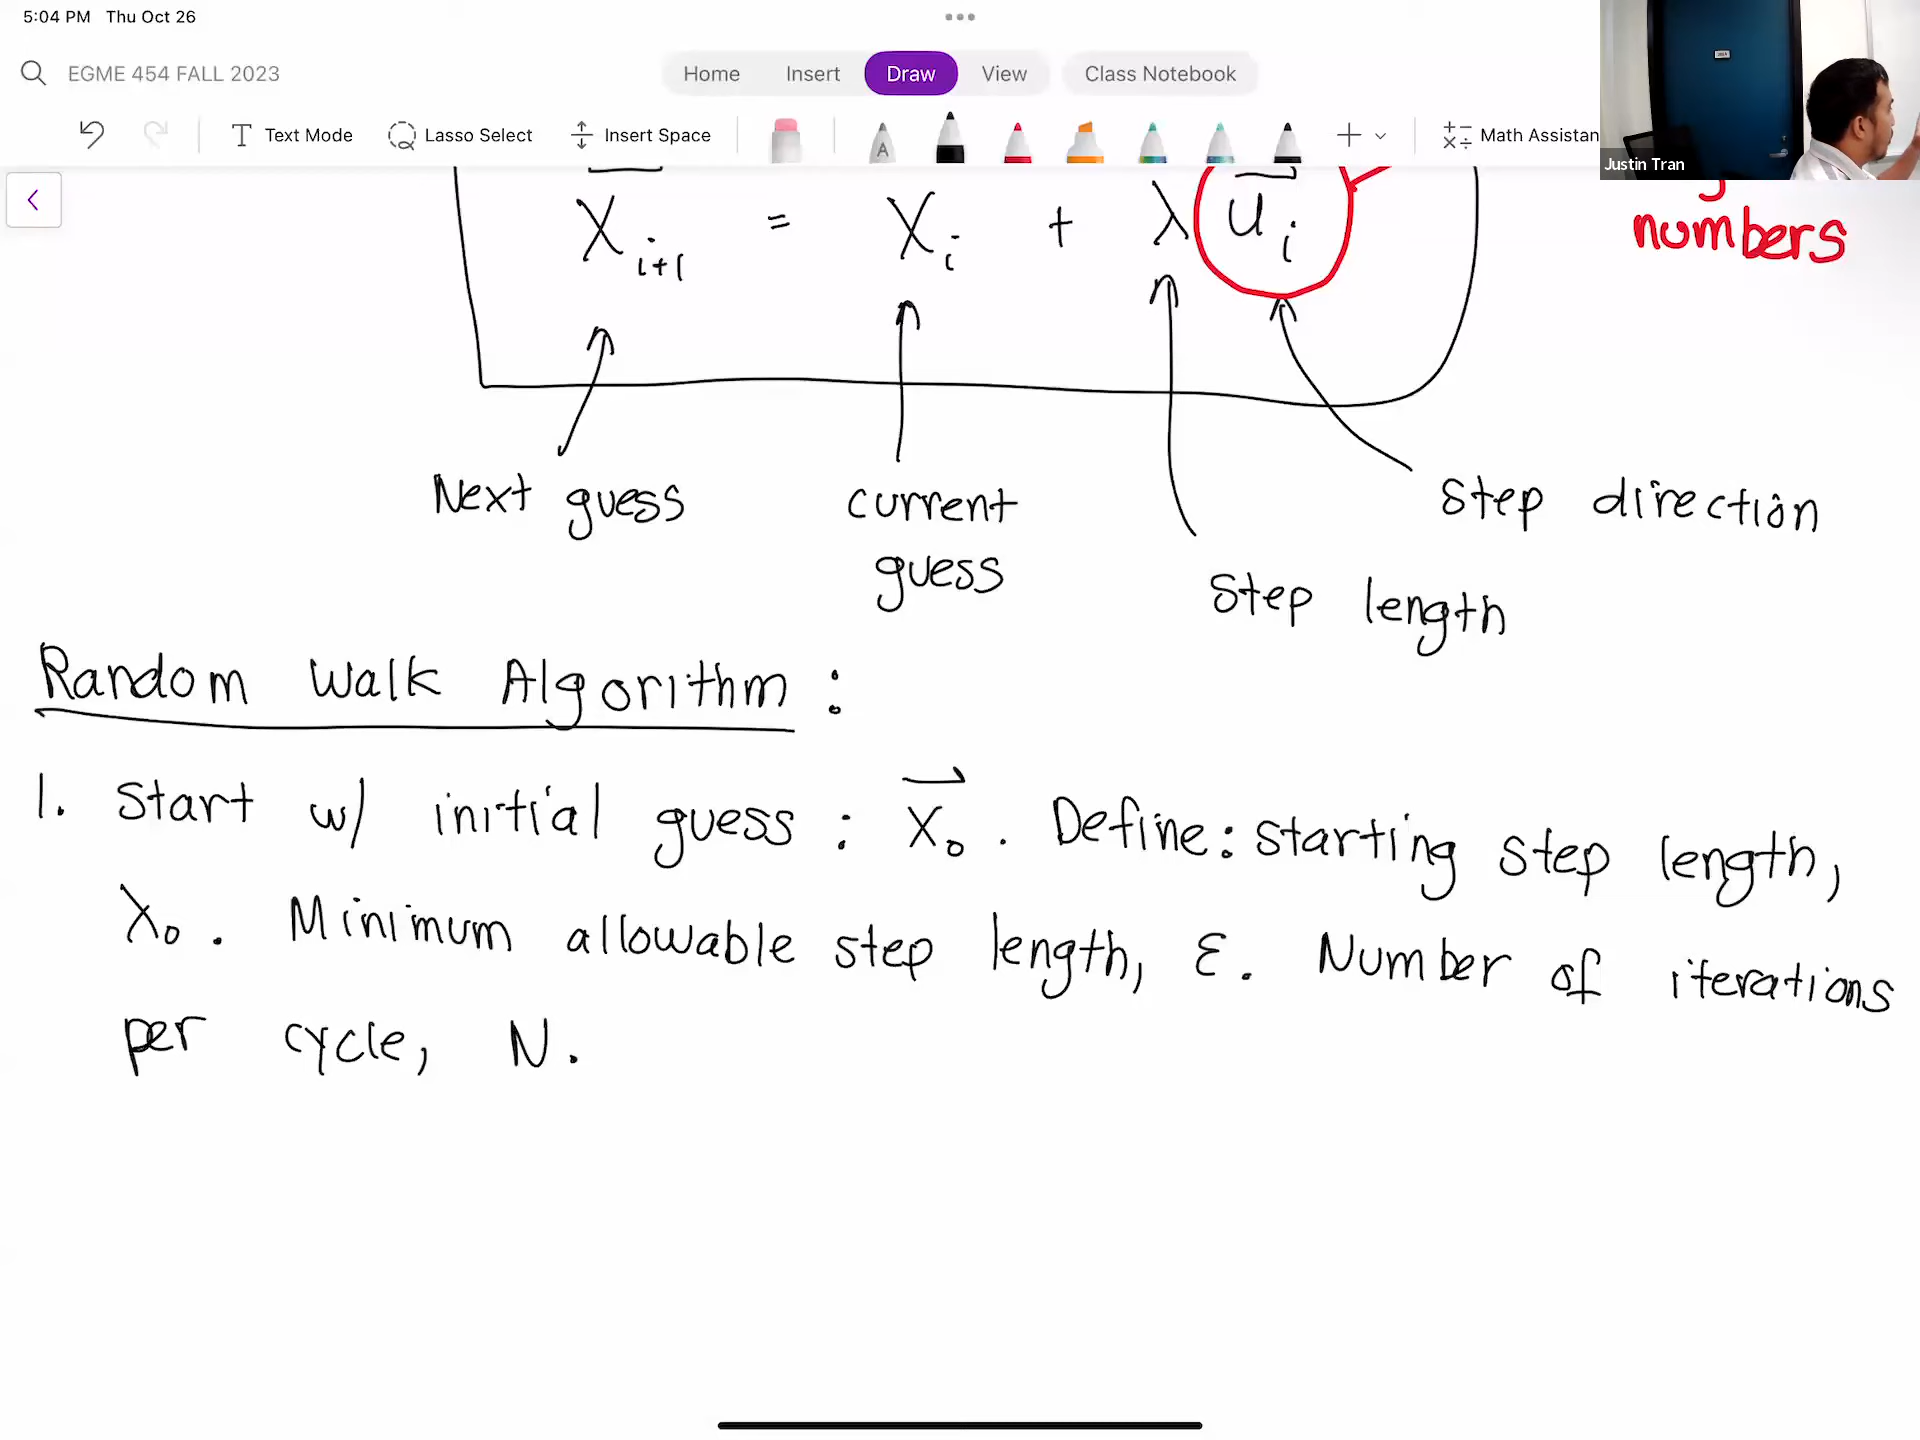 5:04 PM Thu Oct 26
EGME 454 FALL 2023
Home Insert Draw View Class Notebook
Text Mode Lasso Select Insert Space Math Assistan
Justin Tran
numbers
X i+1 = X i + λ u i
Next guess
current guess
step length
step direction
Random Walk Algorithm :
1. Start w/ initial guess : X₀ . Define: starting step length,
λ₀ . Minimum allowable step length, ε. Number of iterations
per cycle, N.